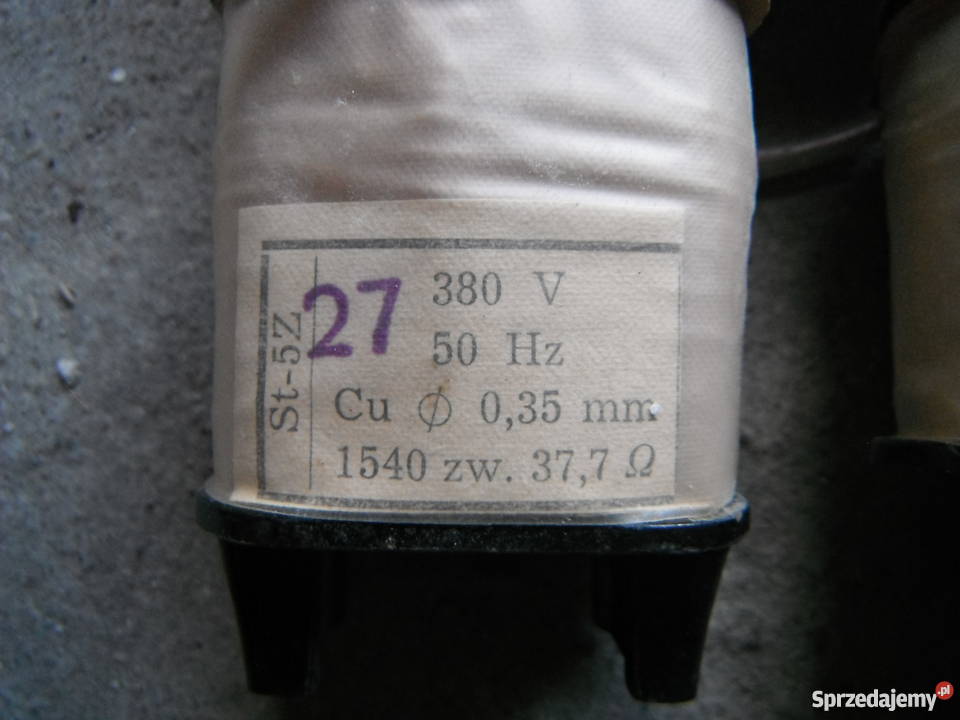 St-5Z
27
380 V
50 Hz
Cu ∅ 0,35 mm
1540 zw. 37,7 Ω
Sprzedajemy.pl